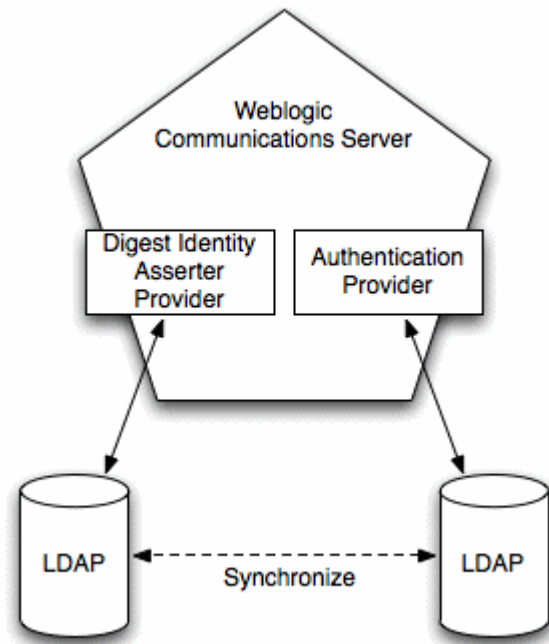 Weblogic
Communications Server
Digest Identity
Asserter
Provider
Authentication
Provider
LDAP
Synchronize
LDAP